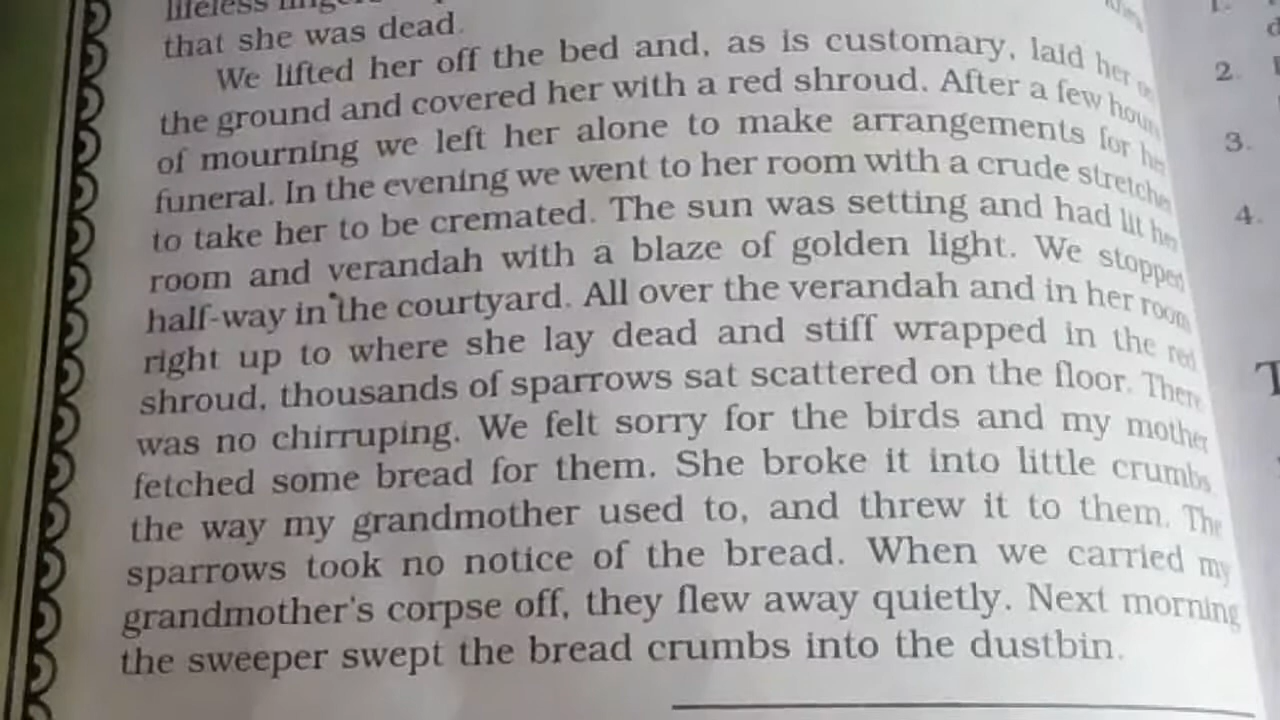 that she was dead.
We lifted her off the bed and, as is customary, laid her on
the ground and covered her with a red shroud. After a few hours
of mourning we left her alone to make arrangements for her
funeral. In the evening we went to her room with a crude stretcher
to take her to be cremated. The sun was setting and had lit her
room and verandah with a blaze of golden light. We stopped
half-way in the courtyard. All over the verandah and in her room
right up to where she lay dead and stiff wrapped in the red
shroud, thousands of sparrows sat scattered on the floor. There
was no chirruping. We felt sorry for the birds and my mother
fetched some bread for them. She broke it into little crumbs,
the way my grandmother used to, and threw it to them. The
sparrows took no notice of the bread. When we carried my
grandmother's corpse off, they flew away quietly. Next morning
the sweeper swept the bread crumbs into the dustbin.
1.
2.
3.
4.